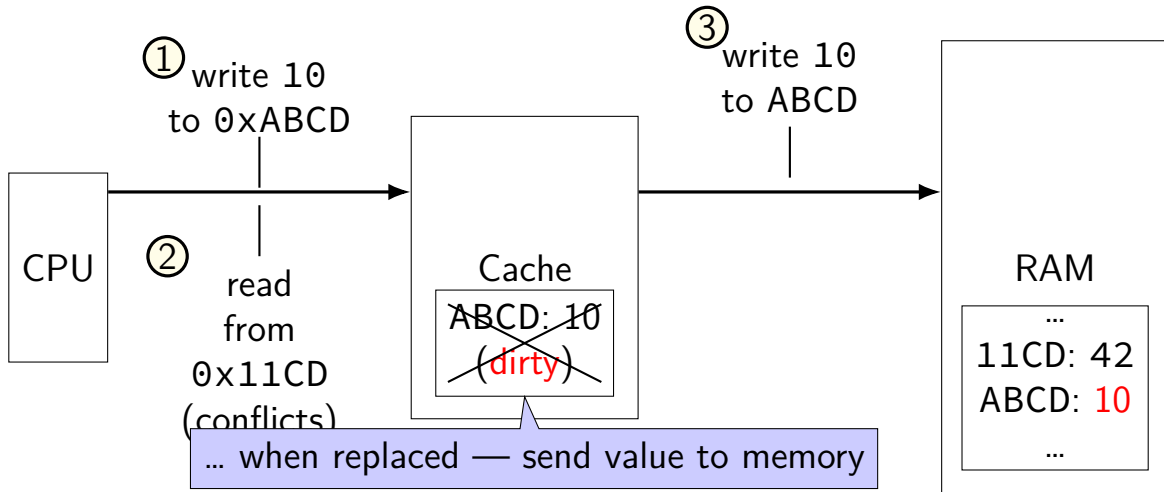 1
write 10
to 0xABCD
3
write 10
to ABCD
CPU
2
read
from
0x11CD
(conflicts)
Cache
ABCD: 10
(dirty)
RAM
...
11CD: 42
ABCD: 10
...
... when replaced — send value to memory